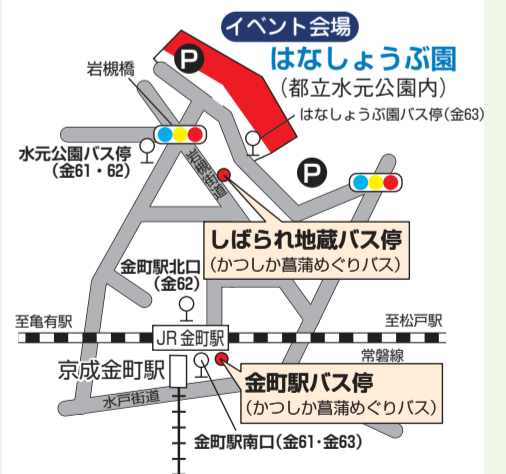 イベント会場
はなしょうぶ園
(都立水元公園内)
P
岩槻橋
はなしょうぶ園バス停(金63)
水元公園バス停
(金61・62)
岩槻街道
P
しばられ地蔵バス停
(かつしか菖蒲めぐりバス)
金町駅北口
(金62)
至亀有駅
至松戸駅
JR 金町駅
常磐線
京成金町駅
金町駅バス停
(かつしか菖蒲めぐりバス)
水戸街道
金町駅南口(金61・金63)